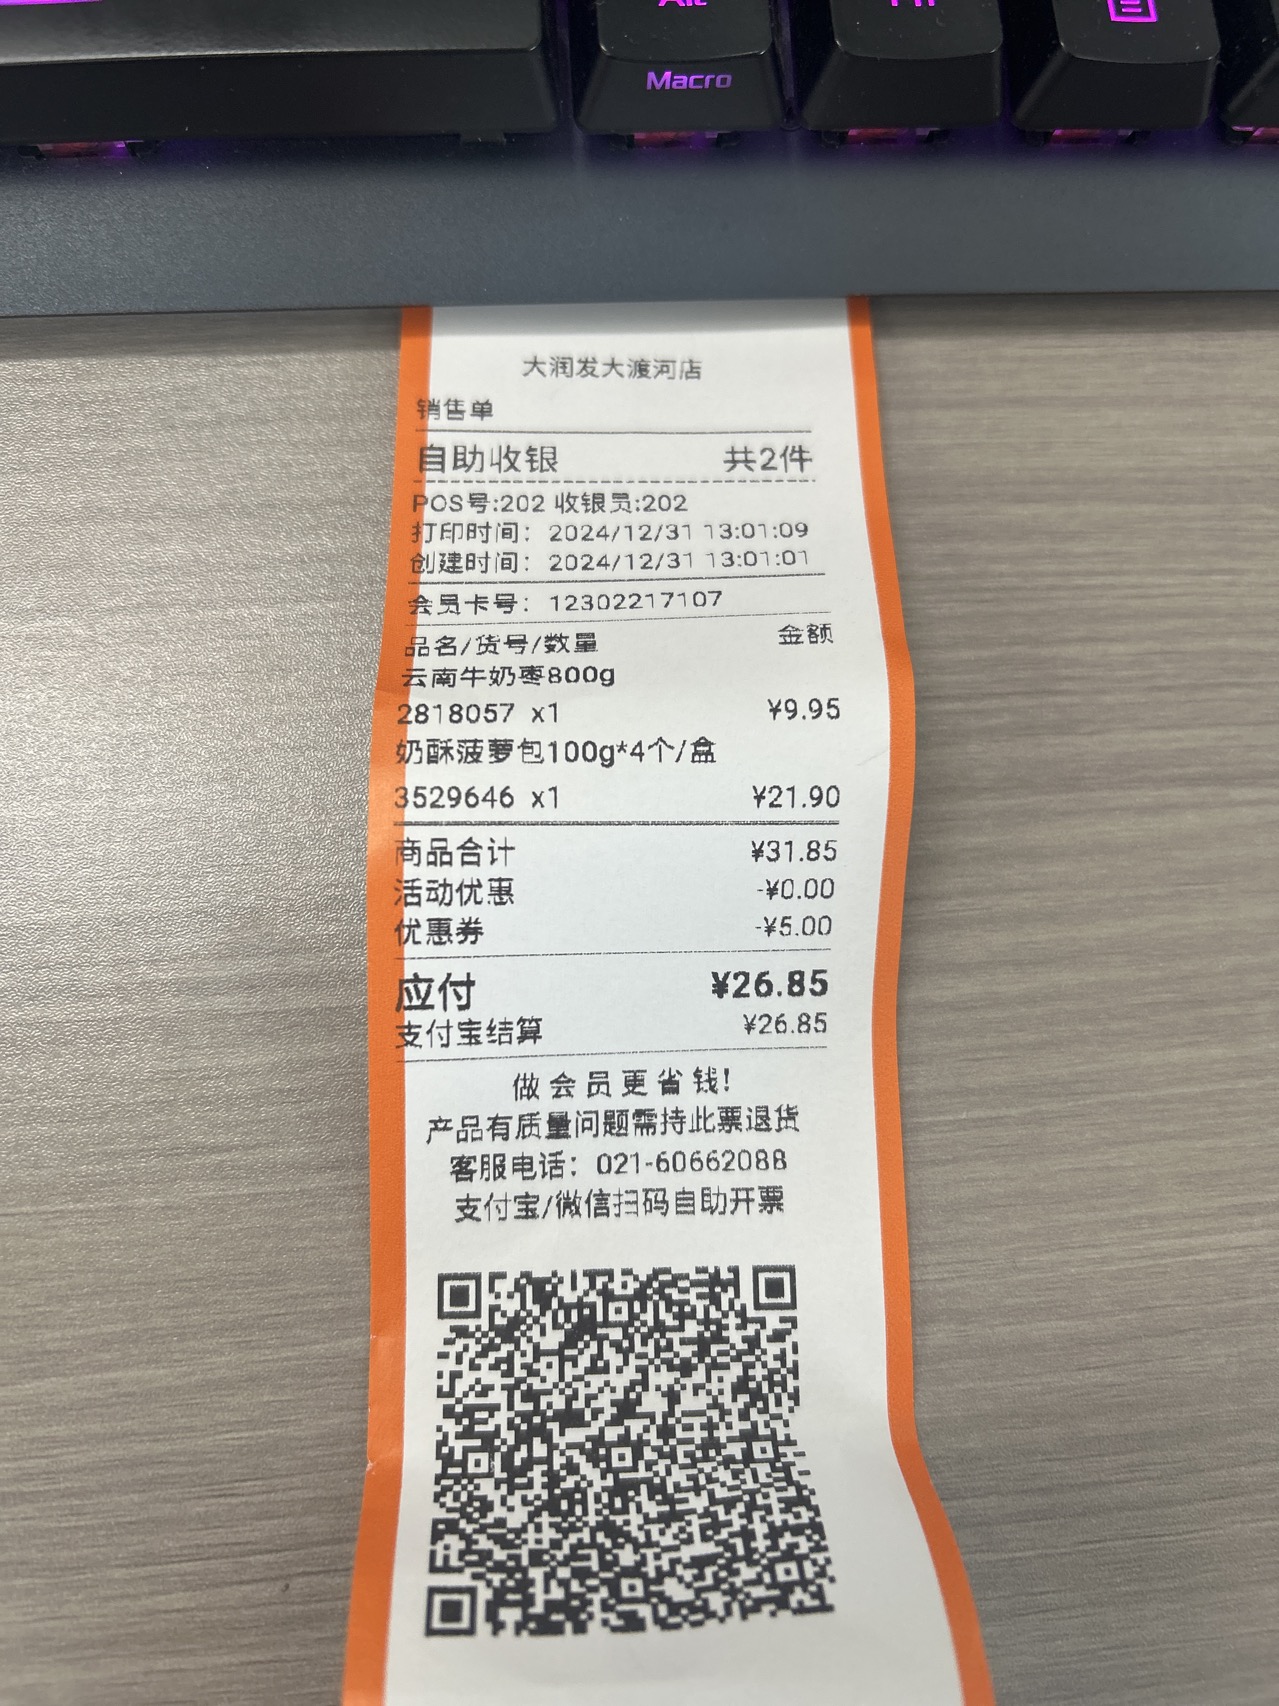 Alt
Macro
大润发大渡河店
销售单
自助收银 共2件
POS号:202 收银员:202
打印时间： 2024/12/31 13:01:09
创建时间： 2024/12/31 13:01:01
会员卡号： 12302217107
品名/货号/数量 金额
云南牛奶枣800g
2818057 x1 ¥9.95
奶酥菠萝包100g*4个/盒
3529646 x1 ¥21.90
商品合计 ¥31.85
活动优惠 -¥0.00
优惠券 -¥5.00
应付 ¥26.85
支付宝结算 ¥26.85
做会员更省钱!
产品有质量问题需持此票退货
客服电话： 021-60662088
支付宝/微信扫码自助开票